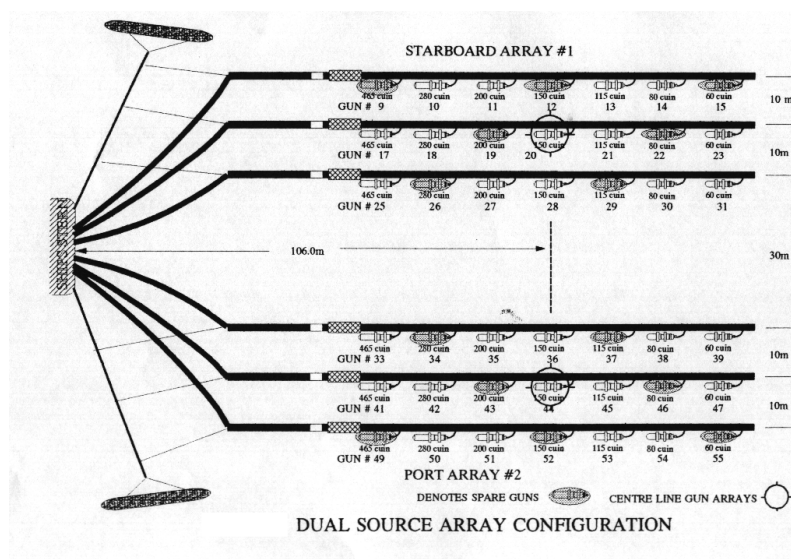 STARBOARD ARRAY #1
465 cuin 280 cuin 200 cuin 150 cuin 115 cuin 80 cuin 60 cuin
GUN # 9 10 11 12 13 14 15
10 m
465 cuin 280 cuin 200 cuin 150 cuin 115 cuin 80 cuin 60 cuin
GUN # 17 18 19 20 21 22 23
10m
465 cuin 280 cuin 200 cuin 150 cuin 115 cuin 80 cuin 60 cuin
GUN # 25 26 27 28 29 30 31
SHIPS STERN
106.0m
30m
465 cuin 280 cuin 200 cuin 150 cuin 115 cuin 80 cuin 60 cuin
GUN # 33 34 35 36 37 38 39
10m
465 cuin 280 cuin 200 cuin 150 cuin 115 cuin 80 cuin 60 cuin
GUN # 41 42 43 44 45 46 47
10m
465 cuin 280 cuin 200 cuin 150 cuin 115 cuin 80 cuin 60 cuin
GUN # 49 50 51 52 53 54 55
PORT ARRAY #2
DENOTES SPARE GUNS CENTRE LINE GUN ARRAYS
DUAL SOURCE ARRAY CONFIGURATION